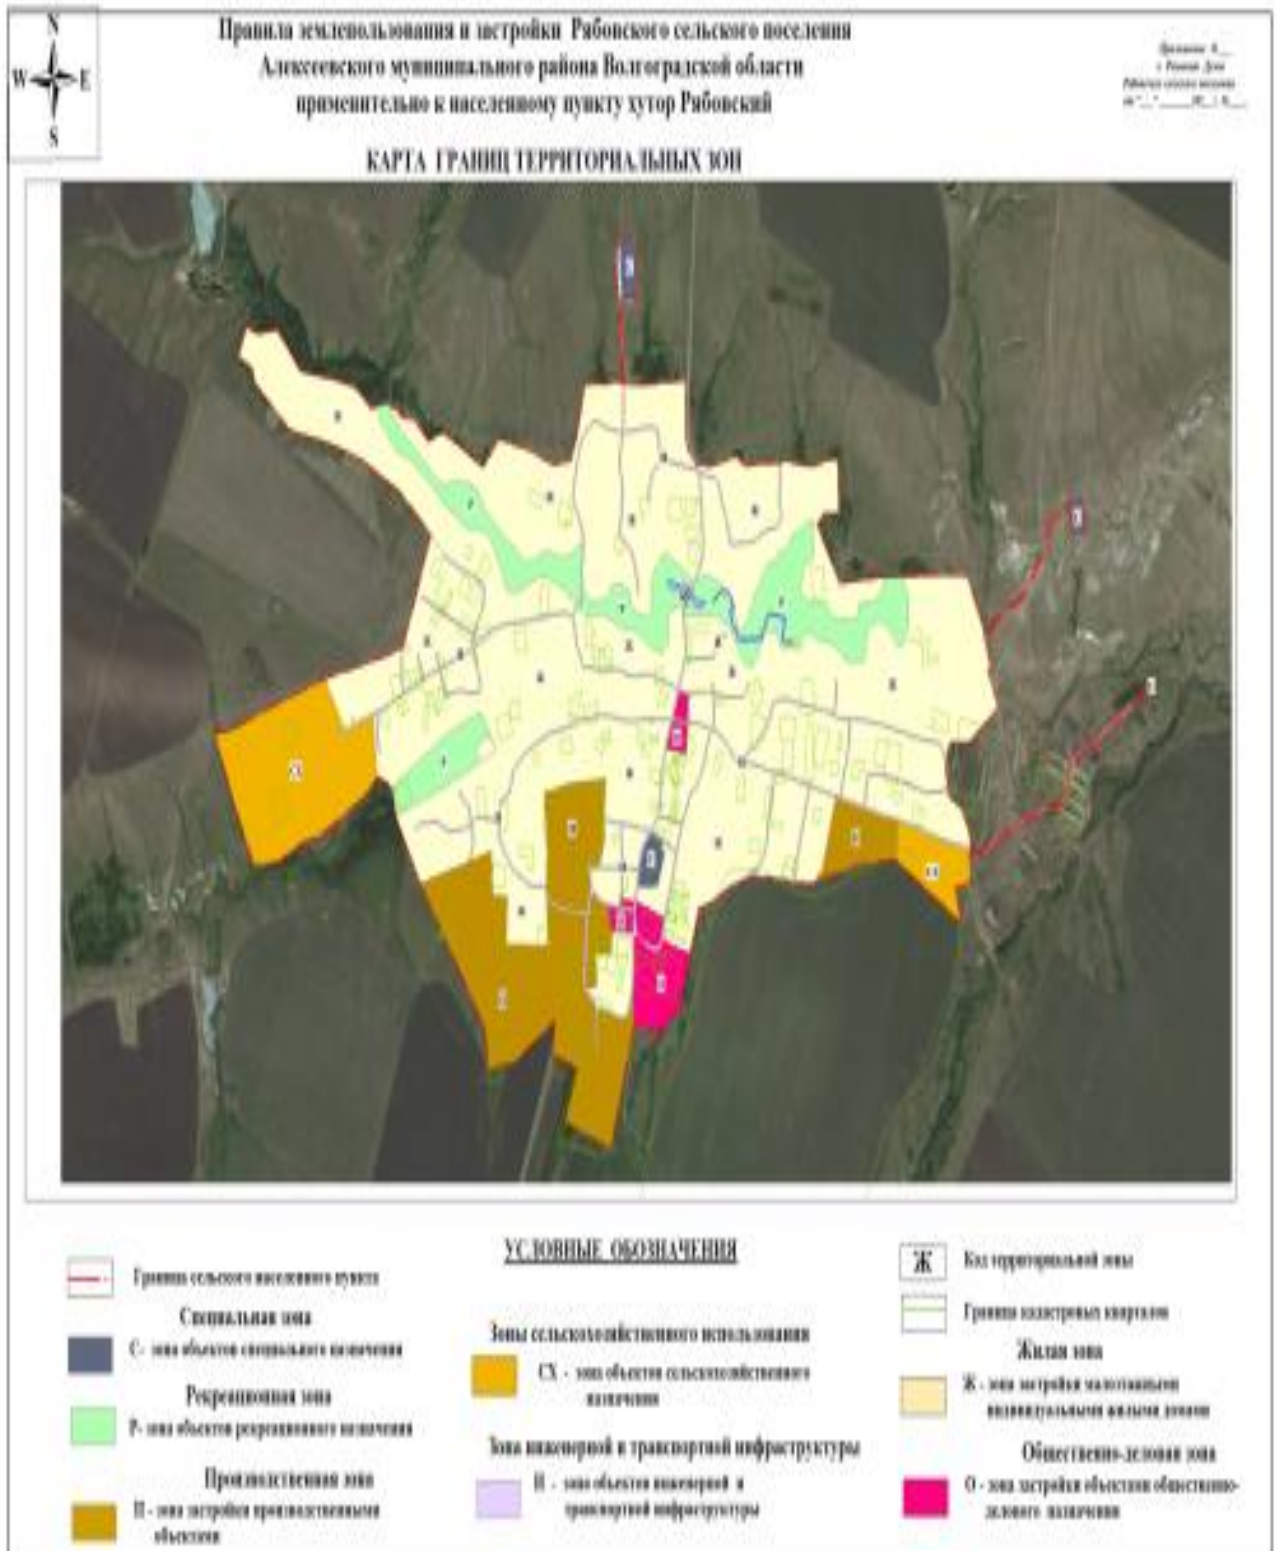 N
W E
S
Правила землепользования и застройки Рябовского сельского поселения
Алексеевского муниципального района Волгоградской области
применительно к населенному пункту хутор Рябовский
КАРТА ГРАНИЦ ТЕРРИТОРИАЛЬНЫХ ЗОН
УСЛОВНЫЕ ОБОЗНАЧЕНИЯ
Граница сельского населенного пункта
Специальная зона
С- зона объектов специального назначения
Рекреационная зона
Р- зона объектов рекреационного назначения
Производственная зона
П - зона застройки производственными
объектами
Зоны сельскохозяйственного использования
СХ - зона объектов сельскохозяйственного
назначения
Зона инженерной и транспортной инфраструктуры
И - зона объектов инженерной и
транспортной инфраструктуры
Ж Код территориальной зоны
Граница кадастровых кварталов
Жилая зона
Ж - зона застройки малоэтажными
индивидуальными жилыми домами
Общественно-деловая зона
О - зона застройки объектами общественно-
делового назначения